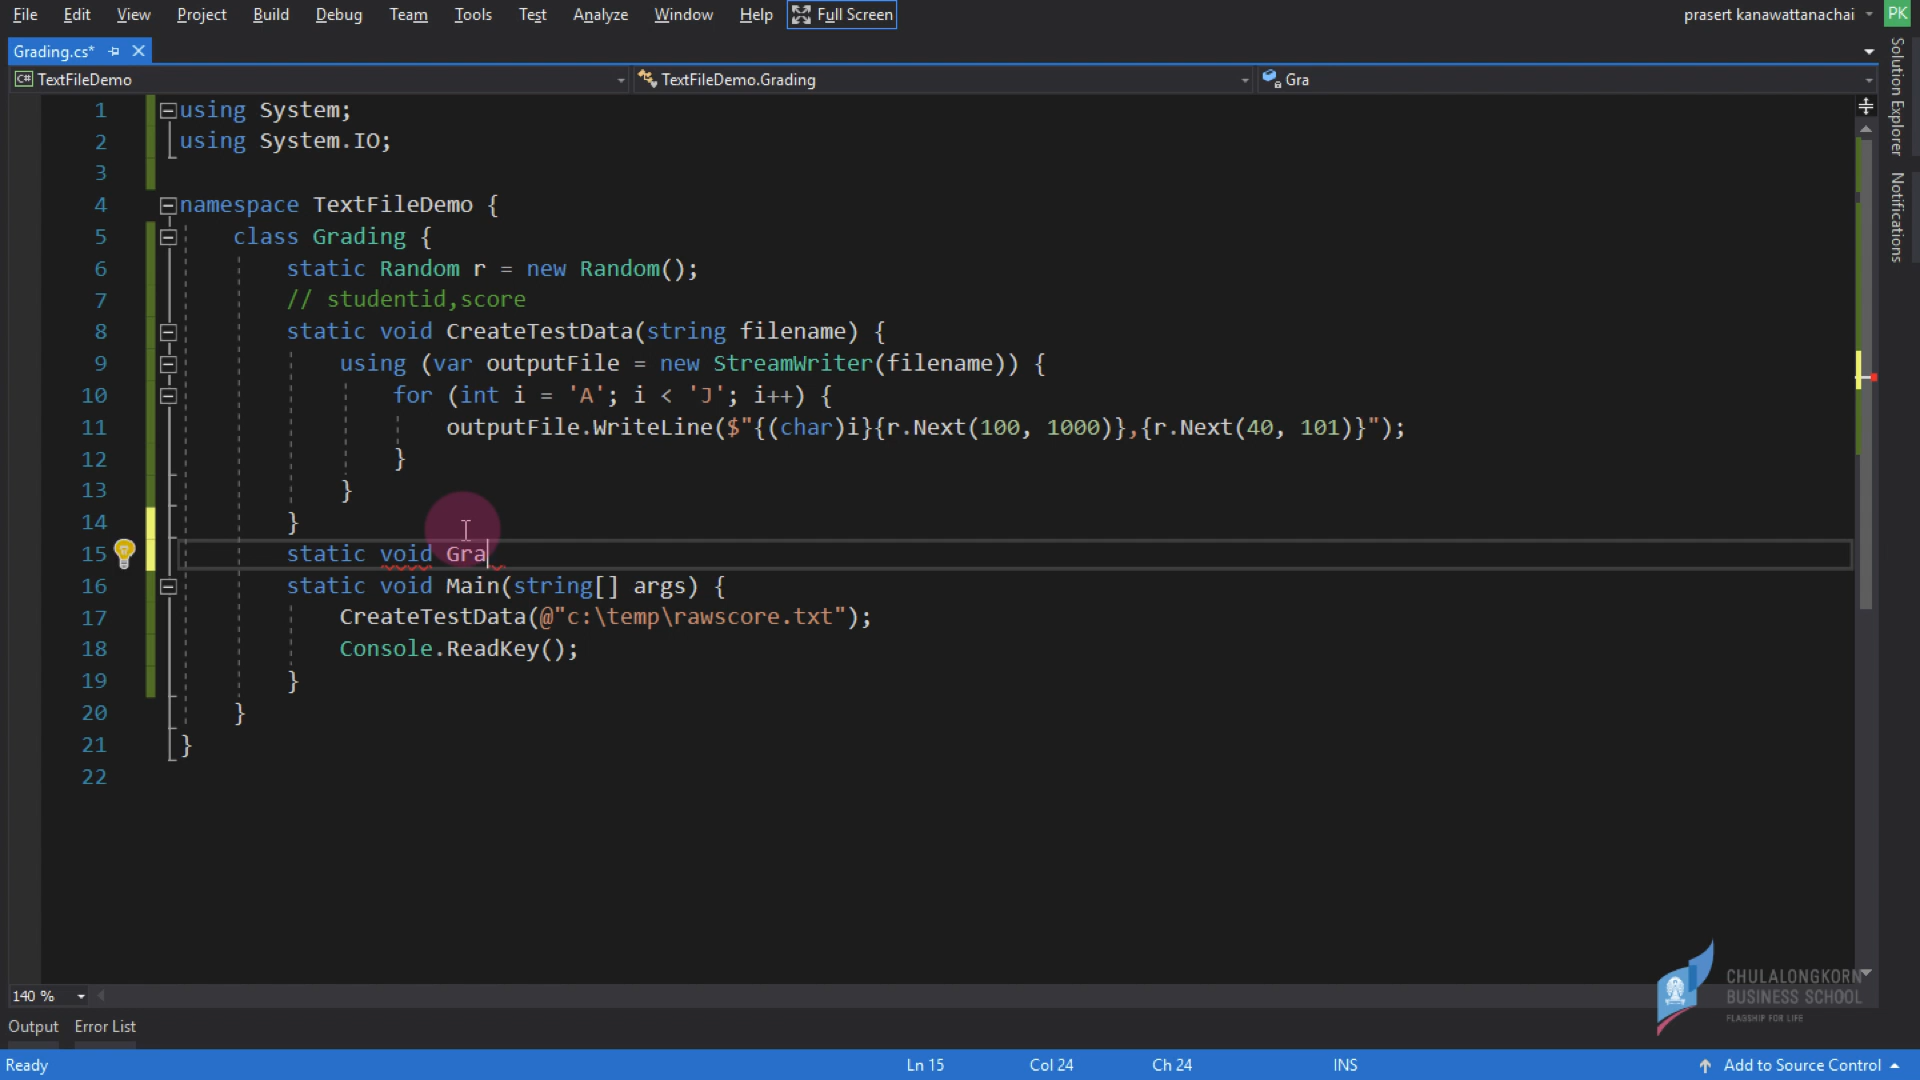 File Edit View Project Build Debug Team Tools Test Analyze Window Help Full Screen prasert kanawattanachai PK
Grading.cs*
C# TextFileDemo TextFileDemo.Grading Gra
Solution Explorer
Notifications
1 using System;
2 using System.IO;
3
4 namespace TextFileDemo {
5 class Grading {
6 static Random r = new Random();
7 // studentid,score
8 static void CreateTestData(string filename) {
9 using (var outputFile = new StreamWriter(filename)) {
10 for (int i = 'A'; i < 'J'; i++) {
11 outputFile.WriteLine($"{(char)i}{r.Next(100, 1000)},{r.Next(40, 101)}");
12 }
13 }
14 }
15 static void Gra
16 static void Main(string[] args) {
17 CreateTestData(@"c:\temp\rawscore.txt");
18 Console.ReadKey();
19 }
20 }
21 }
22
CHULALONGKORN
BUSINESS SCHOOL
FLAGSHIP FOR LIFE
140 %
Output Error List
Ready Ln 15 Col 24 Ch 24 INS Add to Source Control